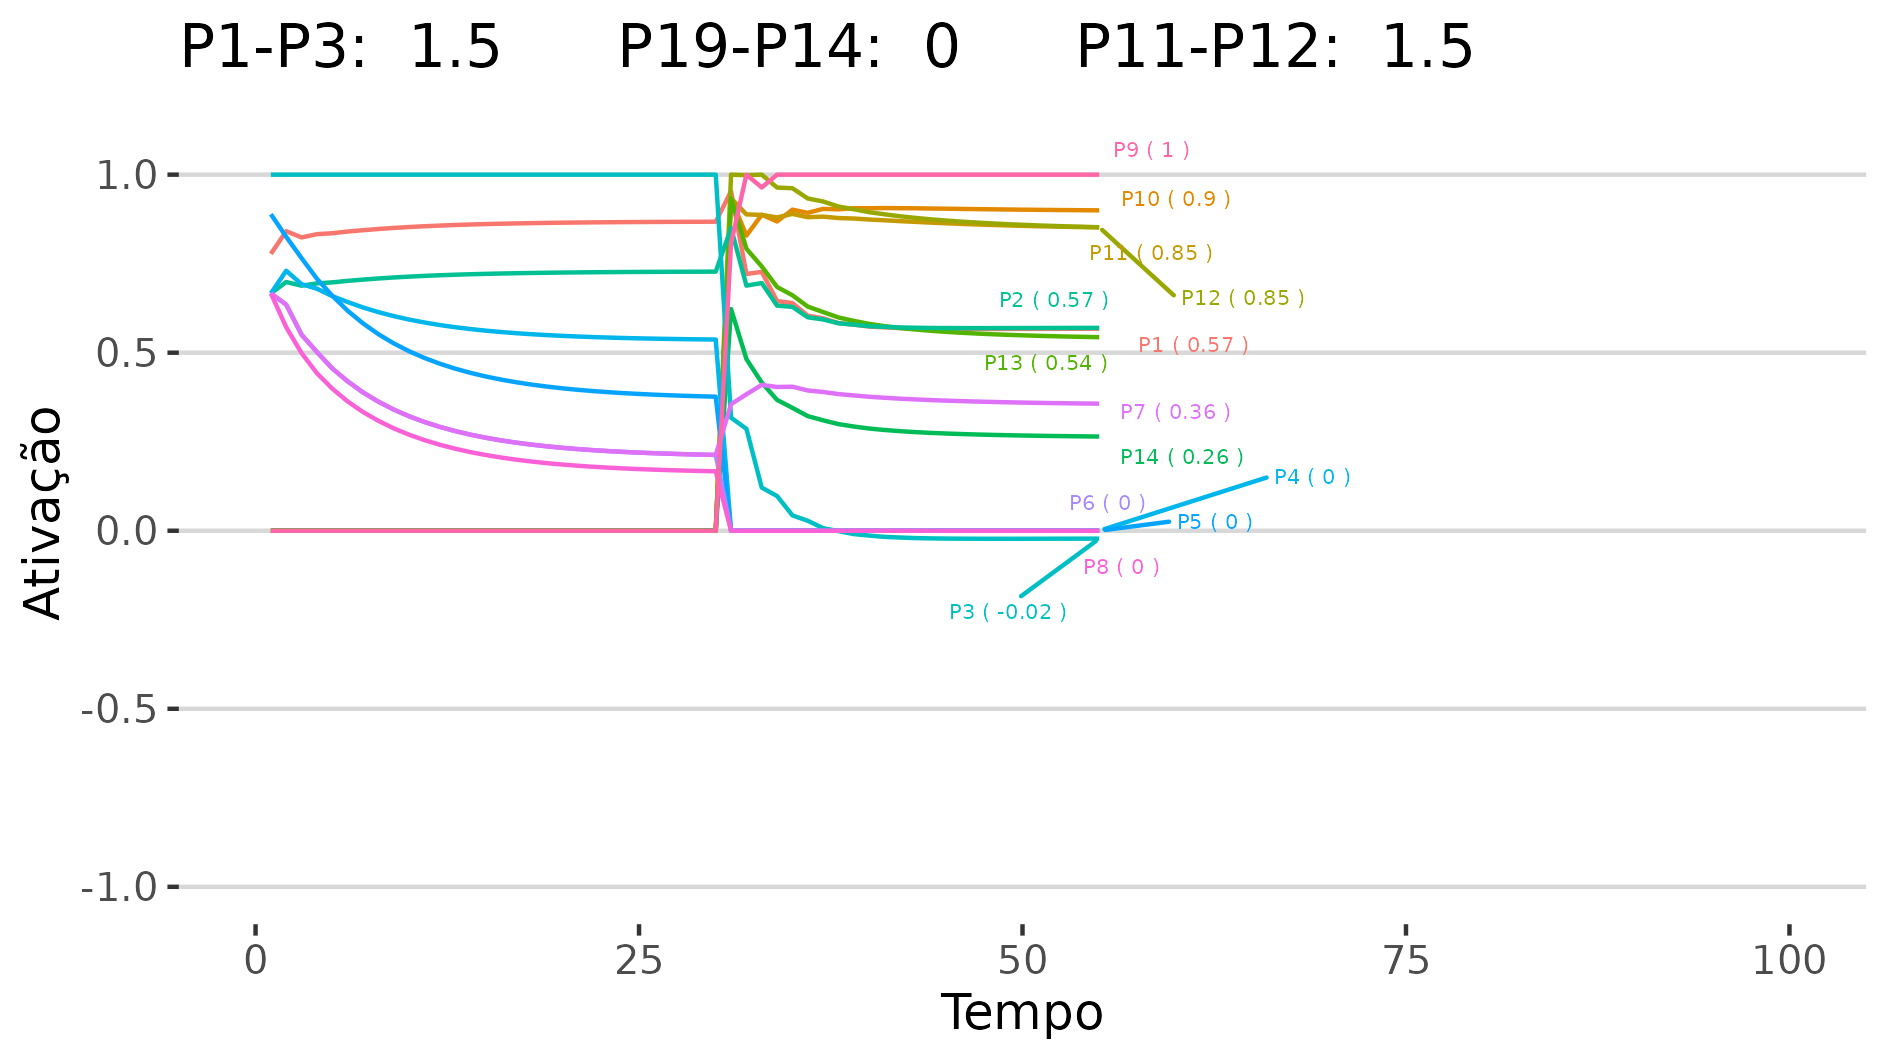 P1-P3:  1.5    P19-P14:  0    P11-P12:  1.5
P9 ( 1 )
1.0
P10 ( 0.9 )
P11 ( 0.85 )
P12 ( 0.85 )
P2 ( 0.57 )
P1 ( 0.57 )
0.5
P13 ( 0.54 )
P7 ( 0.36 )
P14 ( 0.26 )
P4 ( 0 )
P6 ( 0 )
P5 ( 0 )
0.0
P8 ( 0 )
P3 ( -0.02 )
Ativação
-0.5
-1.0
0 25 50 75 100
Tempo